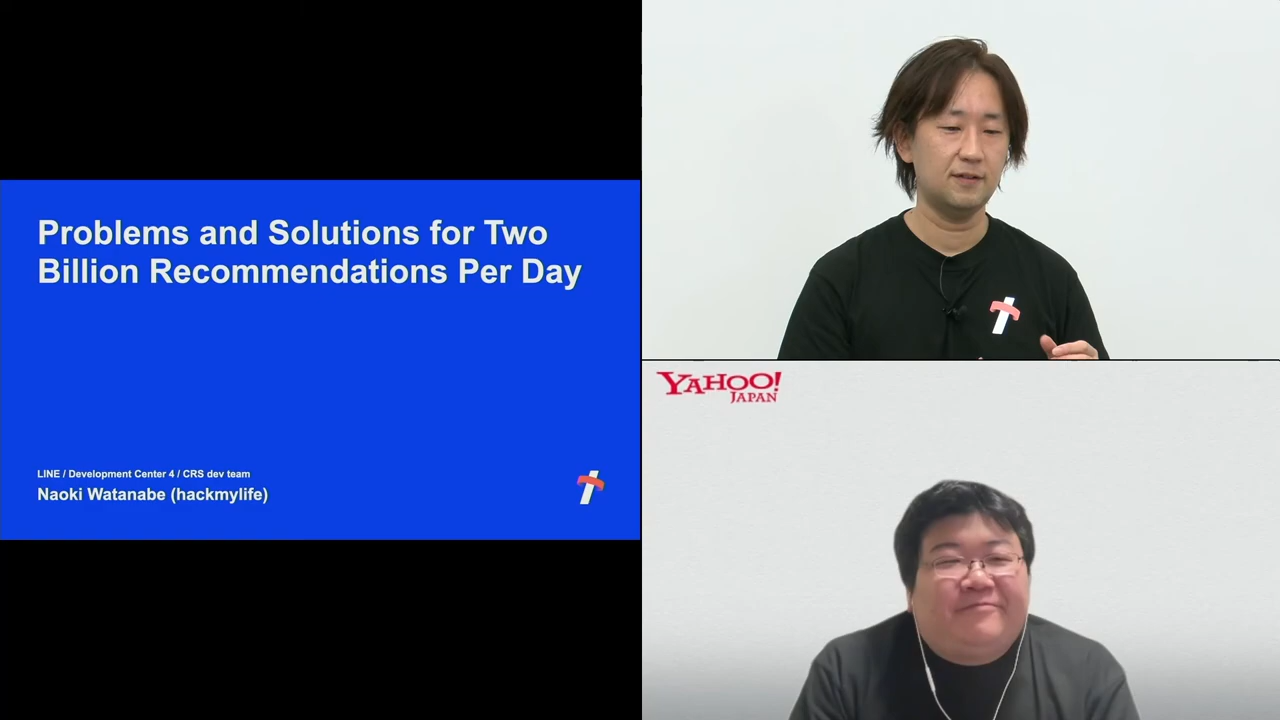 Problems and Solutions for Two
Billion Recommendations Per Day
LINE / Development Center 4 / CRS dev team
Naoki Watanabe (hackmylife)
YAHOO!
JAPAN